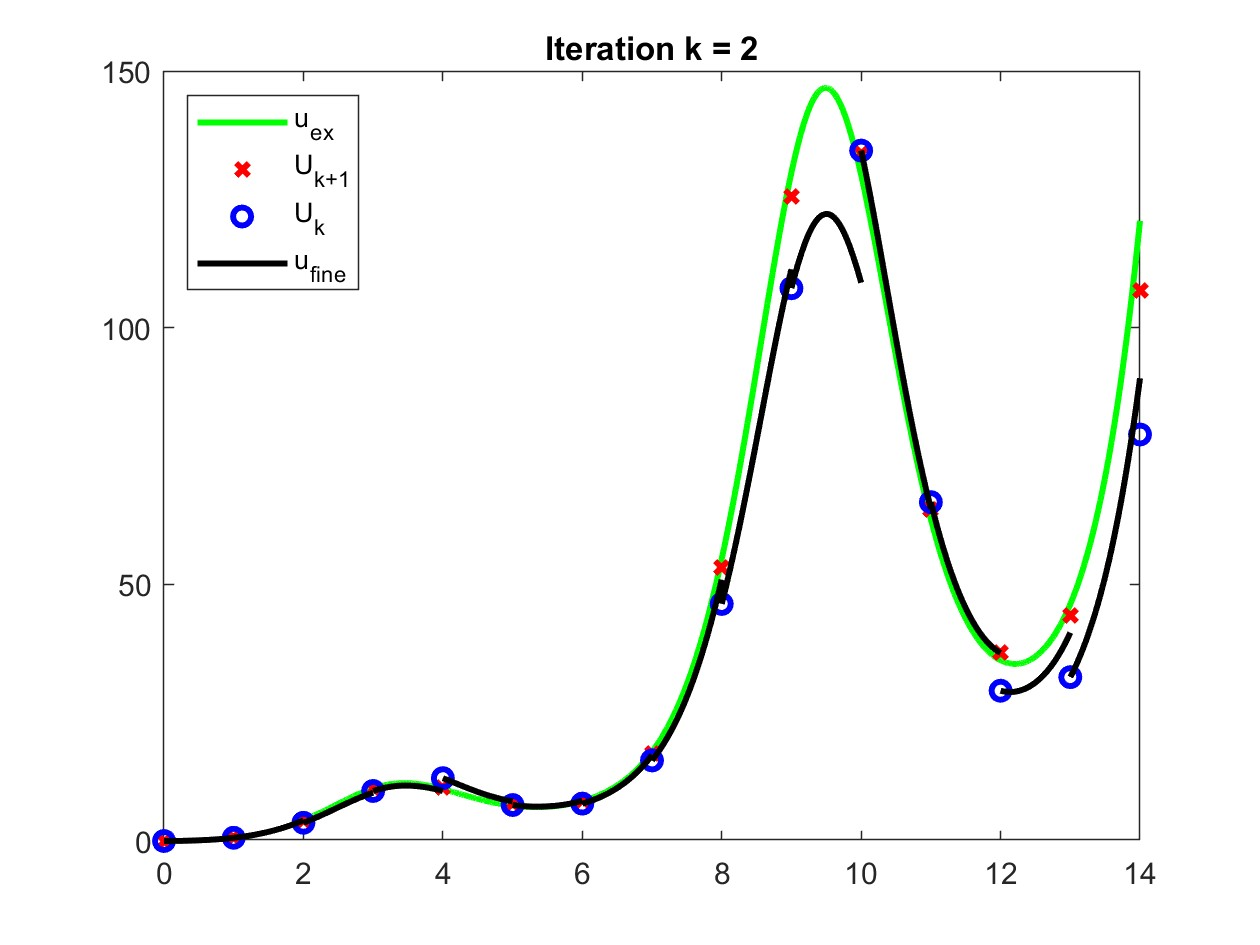 Iteration k = 2
150
100
50
0
u_ex
U_k+1
U_k
u_fine
0 2 4 6 8 10 12 14